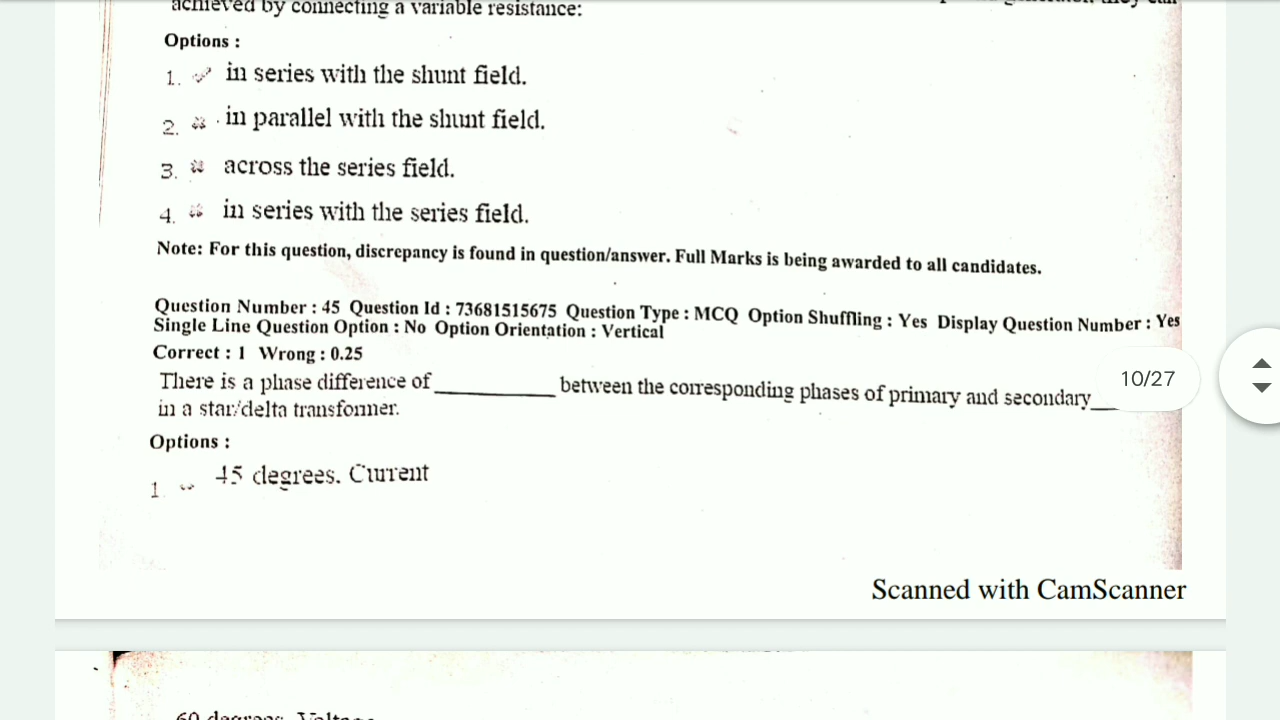 achieved by connecting a variable resistance:
Options :
1. in series with the shunt field.
2. in parallel with the shunt field.
3. across the series field.
4. in series with the series field.
Note: For this question, discrepancy is found in question/answer. Full Marks is being awarded to all candidates.
Question Number : 45 Question Id : 73681515675 Question Type : MCQ Option Shuffling : Yes Display Question Number : Yes
Single Line Question Option : No Option Orientation : Vertical
Correct : 1 Wrong : 0.25
There is a phase difference of __________ between the corresponding phases of primary and secondary__
in a star/delta transformer.
10/27
Options :
1. 45 degrees. Current
Scanned with CamScanner
60 degrees. Voltage